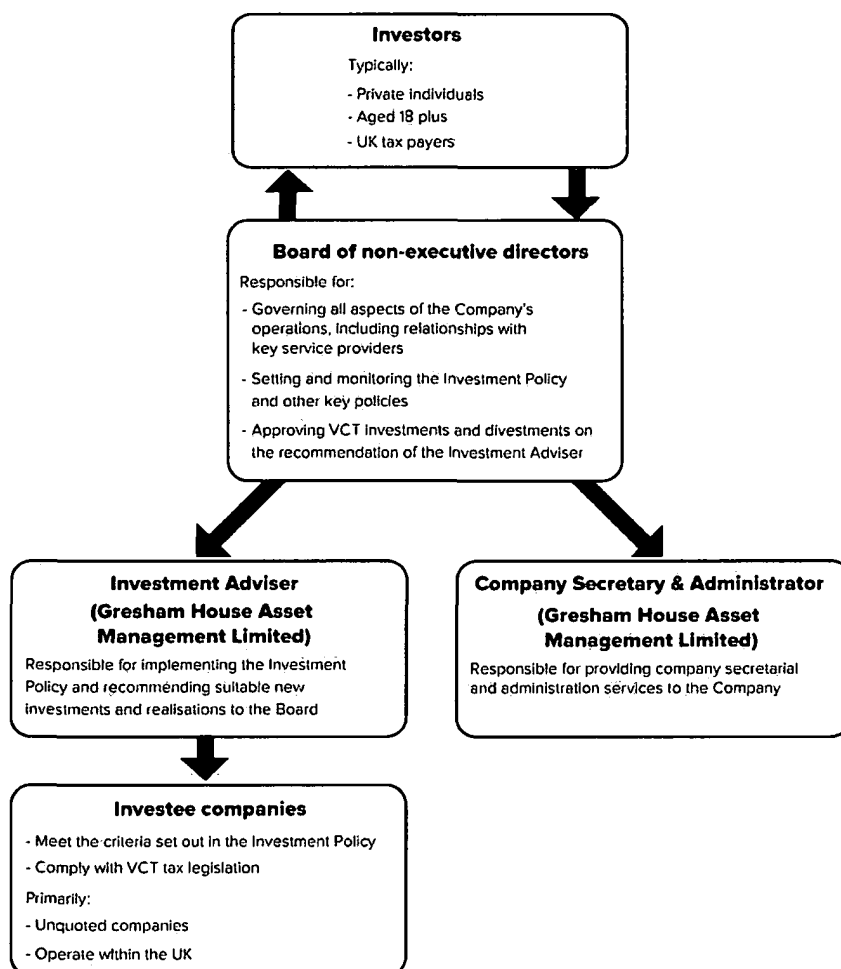 Investors
Typically:
- Private individuals
- Aged 18 plus
- UK tax payers
Board of non-executive directors
Responsible for:
- Governing all aspects of the Company's
operations, including relationships with
key service providers
- Setting and monitoring the Investment Policy
and other key policies
- Approving VCT investments and divestments on
the recommendation of the Investment Adviser
Investment Adviser
(Gresham House Asset
Management Limited)
Responsible for implementing the Investment
Policy and recommending suitable new
investments and realisations to the Board
Company Secretary & Administrator
(Gresham House Asset
Management Limited)
Responsible for providing company secretarial
and administration services to the Company
Investee companies
- Meet the criteria set out in the Investment Policy
- Comply with VCT tax legislation
Primarily:
- Unquoted companies
- Operate within the UK